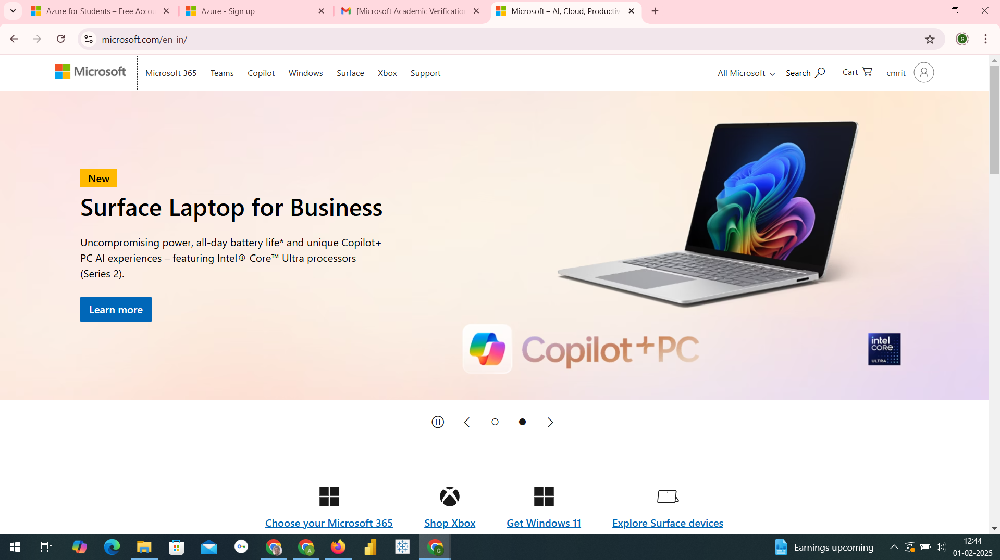 Azure for Students – Free Accou
Azure - Sign up
[Microsoft Academic Verificatio
Microsoft – AI, Cloud, Productiv
microsoft.com/en-in/
G
Microsoft
Microsoft 365
Teams
Copilot
Windows
Surface
Xbox
Support
All Microsoft
Search
Cart
cmrit
New
Surface Laptop for Business
Uncompromising power, all-day battery life* and unique Copilot+
PC AI experiences – featuring Intel® Core™ Ultra processors
(Series 2).
Learn more
Copilot+PC
intel
CORE
ULTRA
Choose your Microsoft 365
Shop Xbox
Get Windows 11
Explore Surface devices
A
G
Earnings upcoming
12:44
01-02-2025